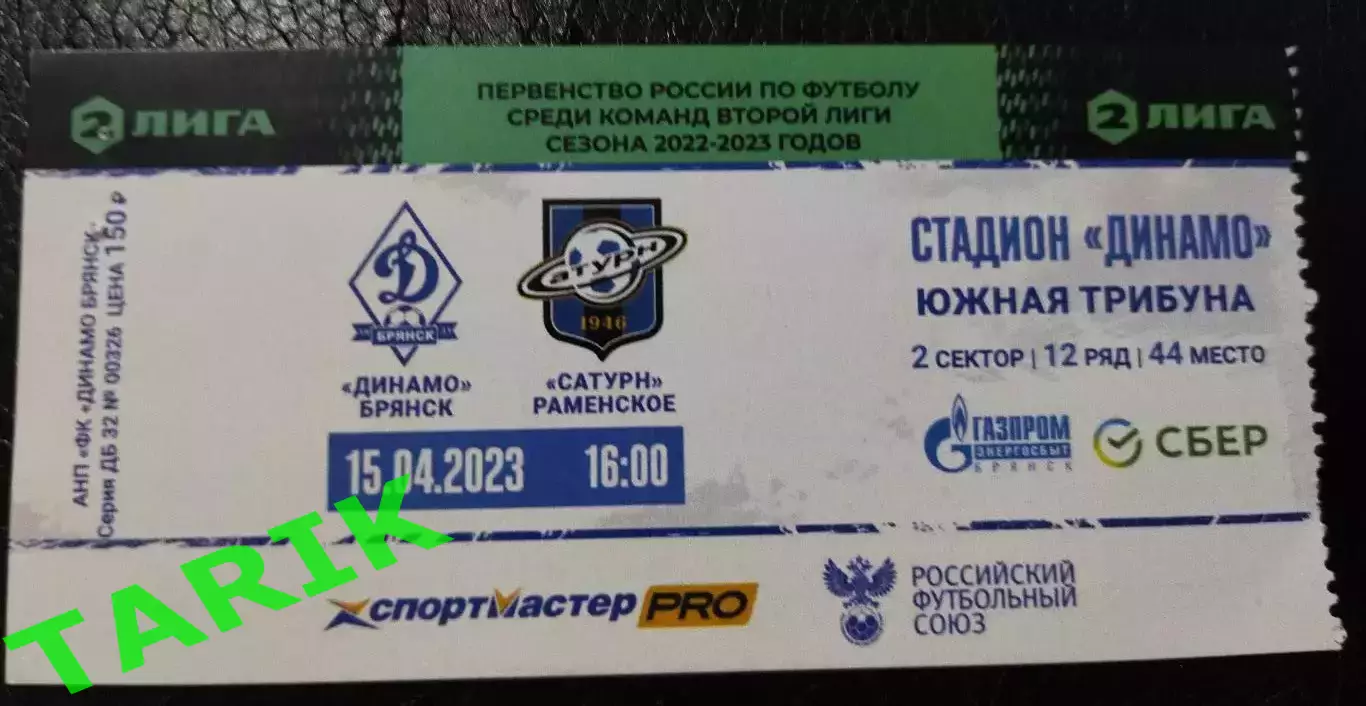 2 ЛИГА
ПЕРВЕНСТВО РОССИИ ПО ФУТБОЛУ
СРЕДИ КОМАНД ВТОРОЙ ЛИГИ
СЕЗОНА 2022-2023 ГОДОВ
2 ЛИГА
АНП «ФК «ДИНАМО БРЯНСК»
Серия ДБ 32 № 00326 ЦЕНА 150 ₽
Д
БРЯНСК
САТУРН
1946
«ДИНАМО»
БРЯНСК
«САТУРН»
РАМЕНСКОЕ
15.04.2023 16:00
СТАДИОН «ДИНАМО»
ЮЖНАЯ ТРИБУНА
2 СЕКТОР | 12 РЯД | 44 МЕСТО
ГАЗПРОМ
ЭНЕРГОСБЫТ
БРЯНСК
СБЕР
СПОРТМАСТЕР PRO
РОССИЙСКИЙ
ФУТБОЛЬНЫЙ
СОЮЗ
TARIK